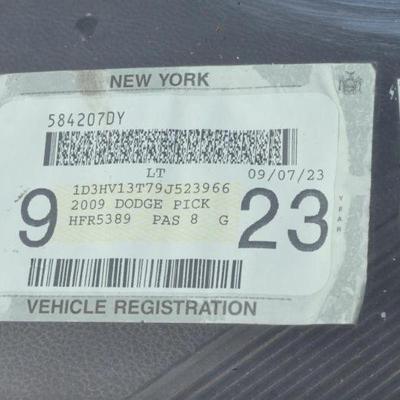 NEW YORK
584207DY
LT 09/07/23
1D3HV13T79J523966
2009 DODGE PICK
HFR5389 PAS 8 G
9 23
YEAR
VEHICLE REGISTRATION